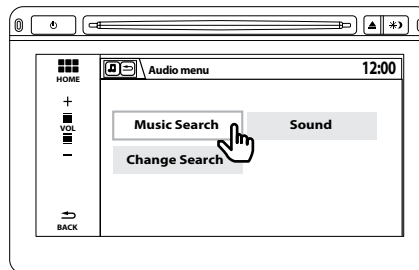 HOME
Audio menu
12:00
+
VOL
−
Music Search
Sound
Change Search
BACK